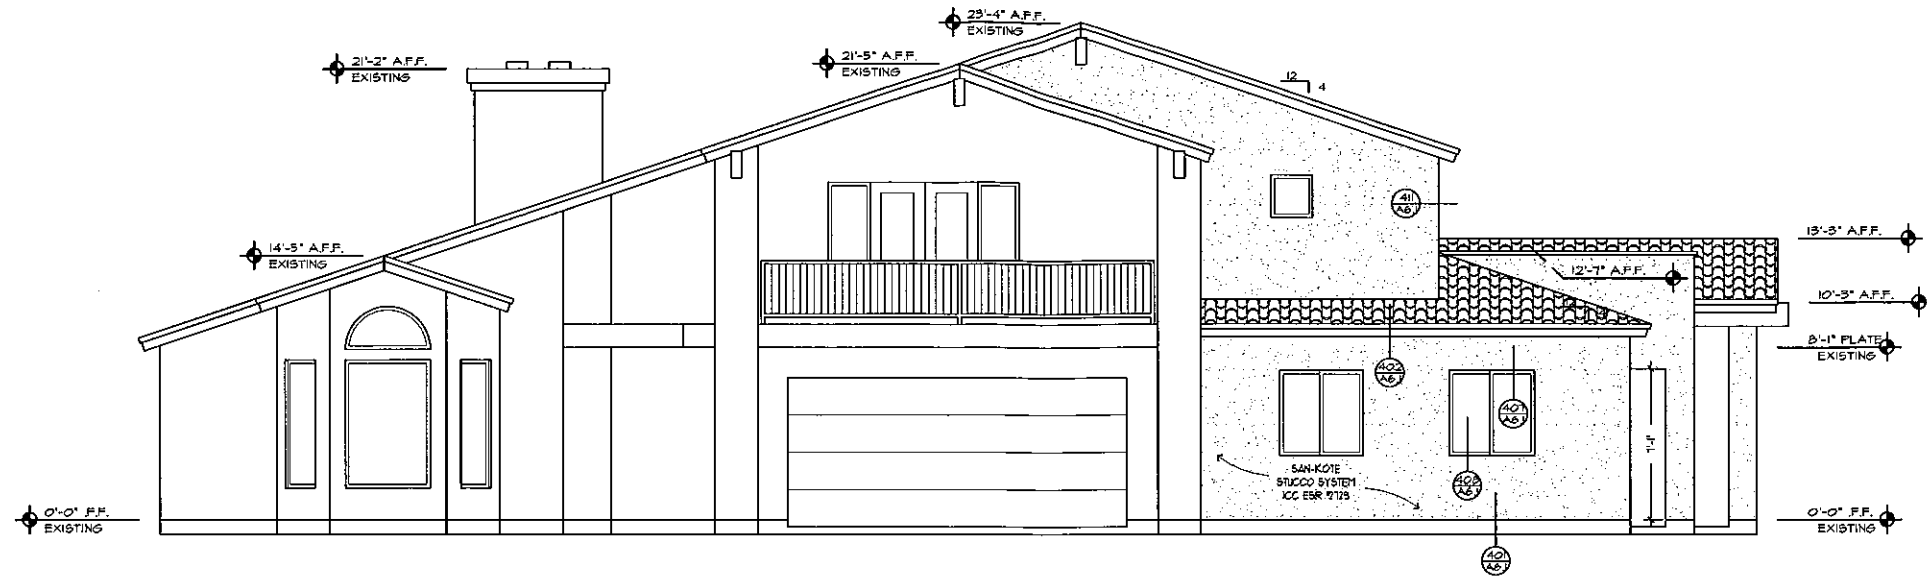 23'-4" A.F.F.
EXISTING
21'-5" A.F.F.
EXISTING
21'-2" A.F.F.
EXISTING
12
4
411
A6.1
14'-5" A.F.F.
EXISTING
13'-3" A.F.F.
12'-7" A.F.F.
10'-3" A.F.F.
8'-1" PLATE
EXISTING
402
A6.1
407
A6.1
SAN-KOTE
STUCCO SYSTEM
ICC ESR
408
A6.1
0'-0" F.F.
EXISTING
0'-0" F.F.
EXISTING
401
A6.1